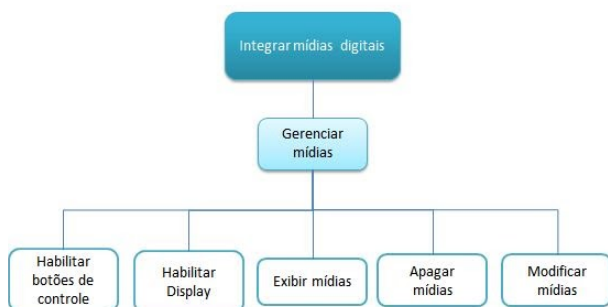 Integrar mídias digitais
Gerenciar
mídias
Habilitar
botões de
controle
Habilitar
Display
Exibir mídias
Apagar
mídias
Modificar
mídias